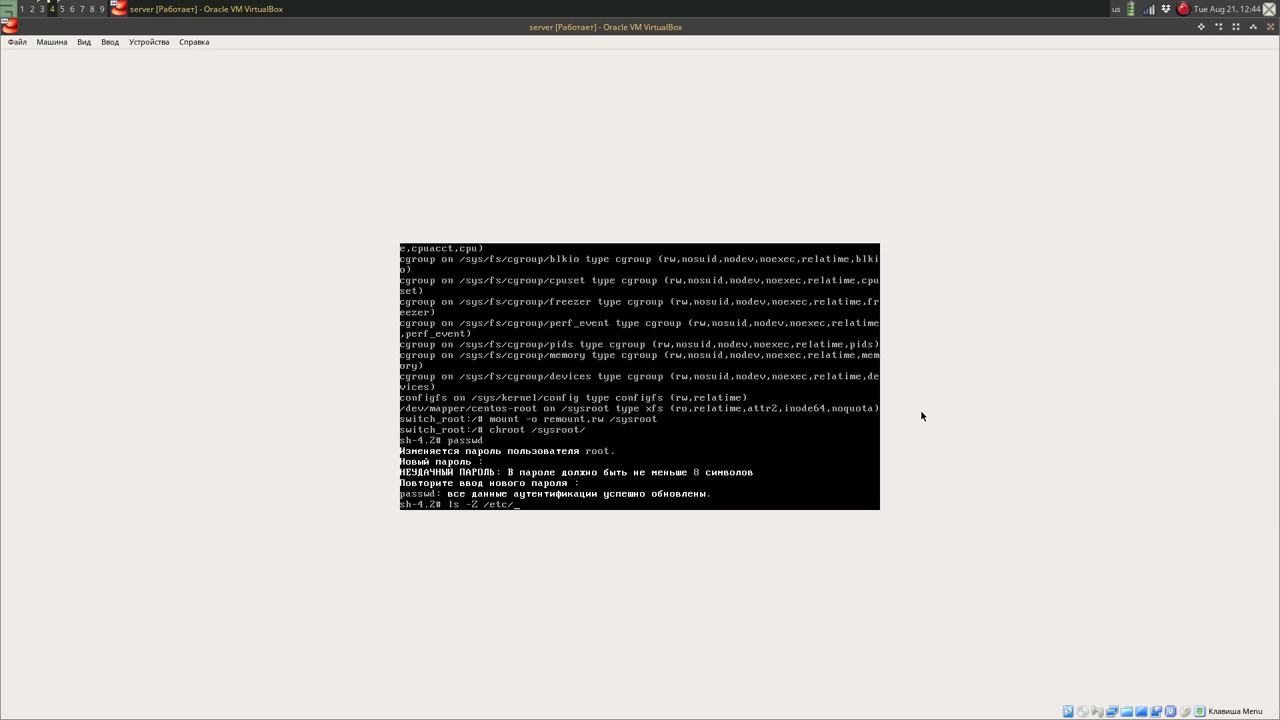 1 2 3 4 5 6 7 8 9 server [Работает] - Oracle VM VirtualBox us Tue Aug 21, 12:44
server [Работает] - Oracle VM VirtualBox
Файл Машина Вид Ввод Устройства Справка
e,cpuacct,cpu)
cgroup on /sys/fs/cgroup/blkio type cgroup (rw,nosuid,nodev,noexec,relatime,blki
o)
cgroup on /sys/fs/cgroup/cpuset type cgroup (rw,nosuid,nodev,noexec,relatime,cpu
set)
cgroup on /sys/fs/cgroup/freezer type cgroup (rw,nosuid,nodev,noexec,relatime,fr
eezer)
cgroup on /sys/fs/cgroup/perf_event type cgroup (rw,nosuid,nodev,noexec,relatime
,perf_event)
cgroup on /sys/fs/cgroup/pids type cgroup (rw,nosuid,nodev,noexec,relatime,pids)
cgroup on /sys/fs/cgroup/memory type cgroup (rw,nosuid,nodev,noexec,relatime,mem
ory)
cgroup on /sys/fs/cgroup/devices type cgroup (rw,nosuid,nodev,noexec,relatime,de
vices)
configfs on /sys/kernel/config type configfs (rw,relatime)
/dev/mapper/centos-root on /sysroot type xfs (ro,relatime,attr2,inode64,noquota)
switch_root:/# mount -o remount,rw /sysroot
switch_root:/# chroot /sysroot/
sh-4.2# passwd
Изменяется пароль пользователя root.
Новый пароль :
НЕУДАЧНЫЙ ПАРОЛЬ: В пароле должно быть не меньше 8 символов
Повторите ввод нового пароля :
passwd: все данные аутентификации успешно обновлены.
sh-4.2# ls -Z /etc/_
Клавиша Menu